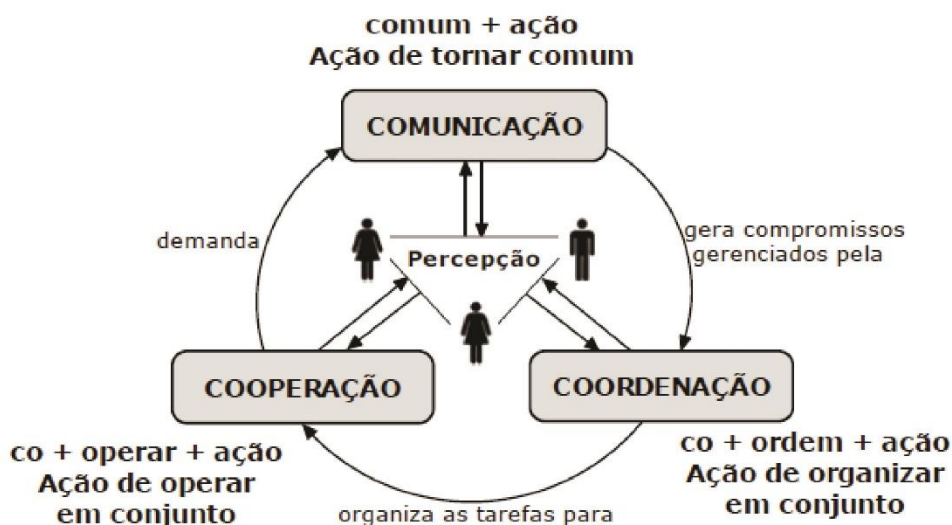 comum + ação
Ação de tornar comum
COMUNICAÇÃO
demanda
gera compromissos
gerenciados pela
Percepção
COOPERAÇÃO
COORDENAÇÃO
co + operar + ação
Ação de operar
em conjunto
co + ordem + ação
Ação de organizar
em conjunto
organiza as tarefas para